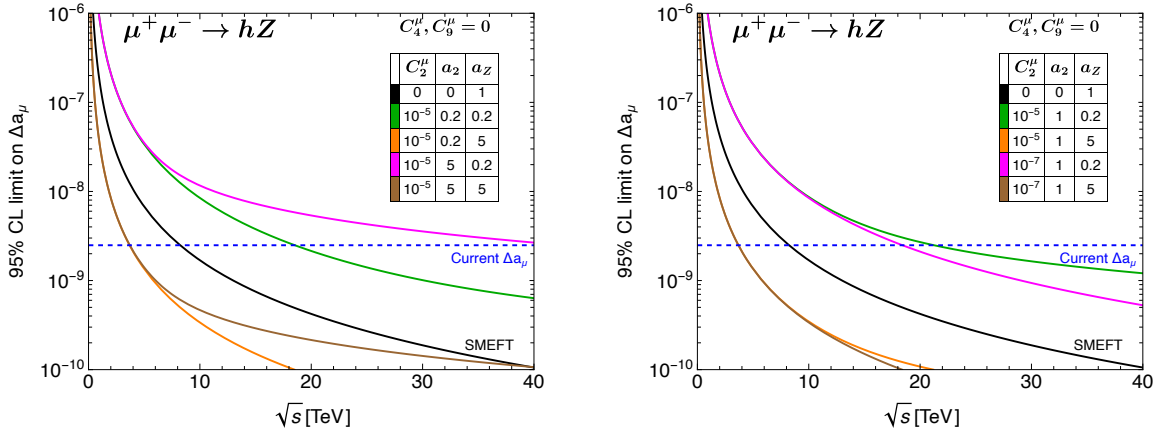 μ⁺μ⁻ → hZ
C₄^μ, C₉^μ = 0
C₂^μ a₂ a_Z
0 0 1
10⁻⁵ 0.2 0.2
10⁻⁵ 0.2 5
10⁻⁵ 5 0.2
10⁻⁵ 5 5
Current Δaμ
SMEFT
95% CL limit on Δaμ
10⁻⁶
10⁻⁷
10⁻⁸
10⁻⁹
10⁻¹⁰
0 10 20 30 40
√s [TeV]
μ⁺μ⁻ → hZ
C₄^μ, C₉^μ = 0
C₂^μ a₂ a_Z
0 0 1
10⁻⁵ 1 0.2
10⁻⁵ 1 5
10⁻⁷ 1 0.2
10⁻⁷ 1 5
Current Δaμ
SMEFT
95% CL limit on Δaμ
10⁻⁶
10⁻⁷
10⁻⁸
10⁻⁹
10⁻¹⁰
0 10 20 30 40
√s [TeV]